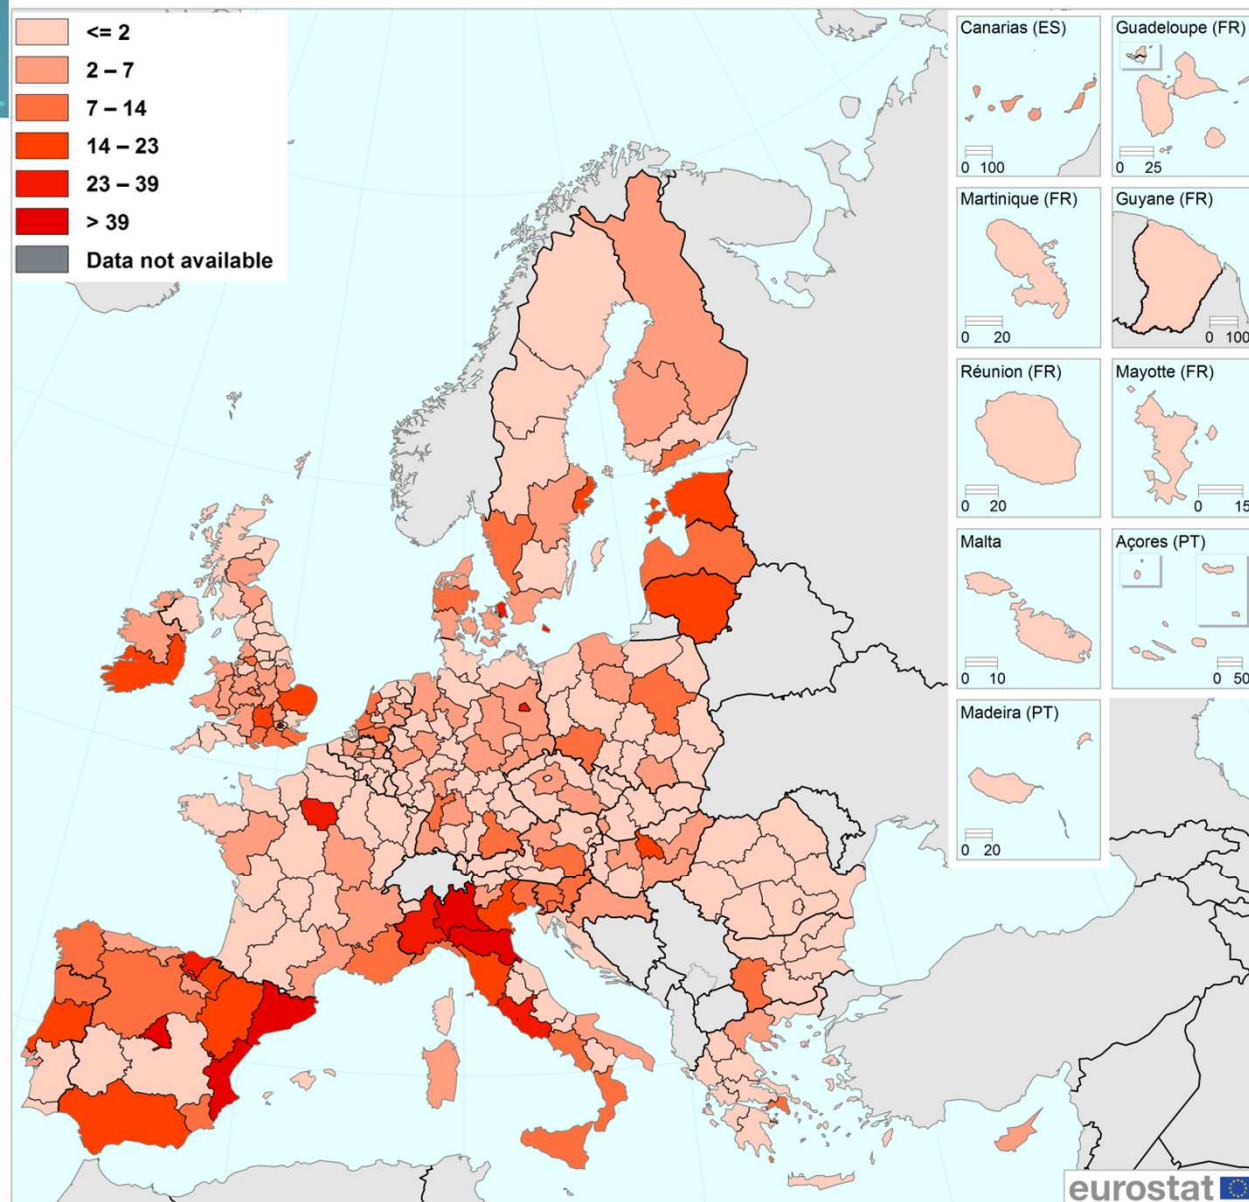 <= 2
2 – 7
7 – 14
14 – 23
23 – 39
> 39
Data not available
Canarias (ES)
0 100
Guadeloupe (FR)
0 25
Martinique (FR)
0 20
Guyane (FR)
0 100
Réunion (FR)
0 20
Mayotte (FR)
0 15
Malta
0 10
Açores (PT)
0 50
Madeira (PT)
0 20
eurostat